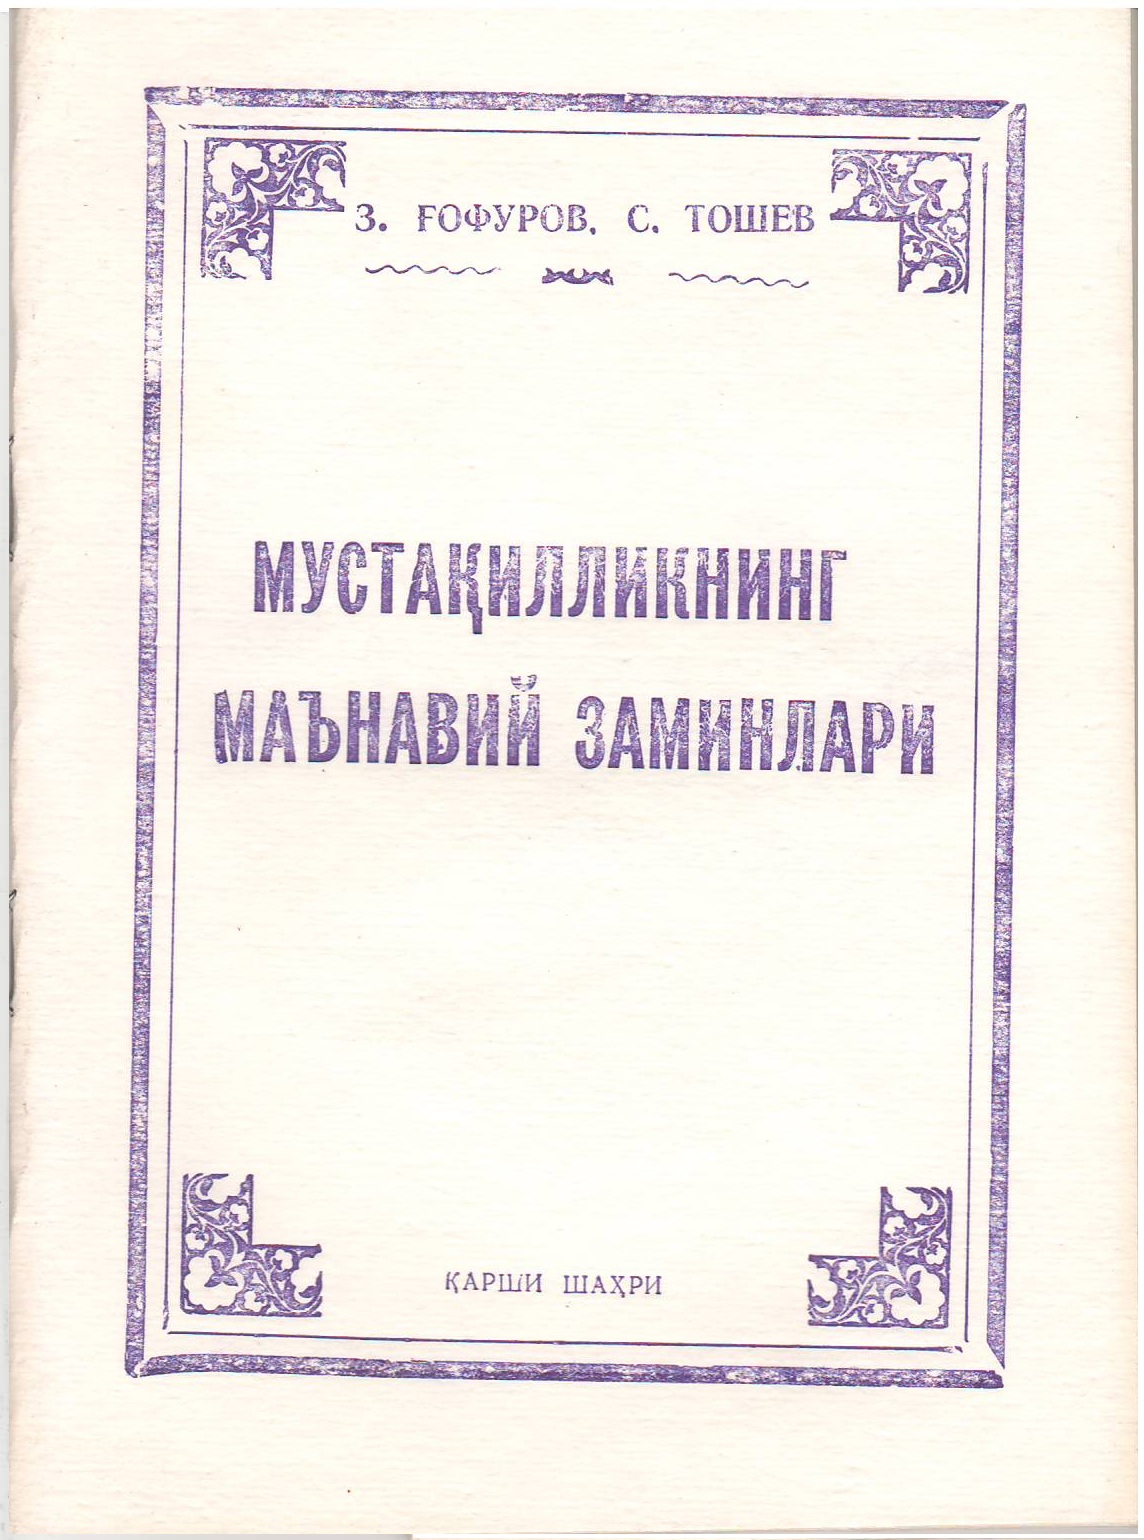 З. ҒОФУРОВ, С. ТОШЕВ
МУСТАҚИЛЛИКНИНГ
МАЪНАВИЙ ЗАМИНЛАРИ
ҚАРШИ ШАҲРИ